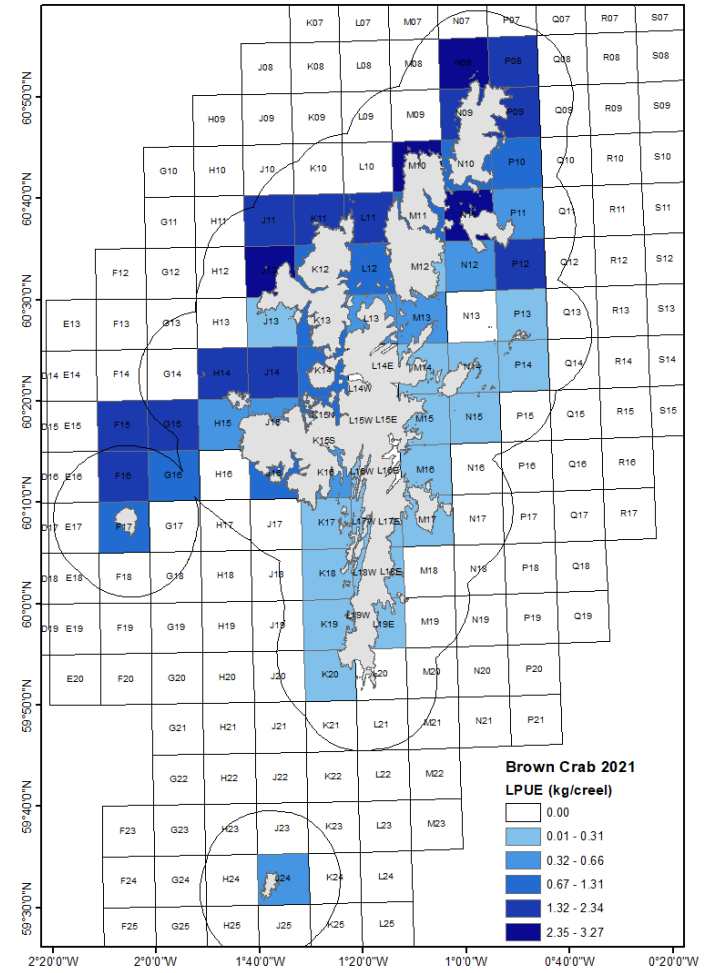 K07 L07 M07 N07 P07 Q07 R07 S07
J08 K08 L08 M08 N08 P08 Q08 R08 S08
60°50'0"N
H09 J09 K09 L09 M09 N09 P09 Q09 R09 S09
G10 H10 J10 K10 L10 M10 N10 P10 Q10 R10 S10
60°40'0"N
G11 H11 J11 K11 L11 M11 N11 P11 Q11 R11 S11
F12 G12 H12 J12 K12 L12 M12 N12 P12 Q12 R12 S12
60°30'0"N
E13 F13 G13 H13 J13 K13 L13 M13 N13 P13 Q13 R13 S13
D14 E14 F14 G14 H14 J14 K14 L14E M14 N14 P14 Q14 R14 S14
L14W
60°20'0"N
D15 E15 F15 G15 H15 J15 K15N L15W L15E M15 N15 P15 Q15 R15 S15
K15S
D16 E16 F16 G16 H16 J16 K16 L16W L16E M16 N16 P16 Q16 R16
60°10'0"N
D17 E17 F17 G17 H17 J17 K17 L17W L17E M17 N17 P17 Q17 R17
D18 E18 F18 G18 H18 J18 K18 L18W L18E M18 N18 P18 Q18
60°0'0"N
D19 E19 F19 G19 H19 J19 K19 L19W L19E M19 N19 P19 Q19
E20 F20 G20 H20 J20 K20 L20 M20 N20 P20
59°50'0"N
G21 H21 J21 K21 L21 M21 N21 P21
G22 H22 J22 K22 L22 M22
59°40'0"N
F23 G23 H23 J23 K23 L23 M23
F24 G24 H24 J24 K24 L24
59°30'0"N
F25 G25 H25 J25 K25 L25
Brown Crab 2021
LPUE (kg/creel)
0.00
0.01 - 0.31
0.32 - 0.66
0.67 - 1.31
1.32 - 2.34
2.35 - 3.27
2°20'0"W 2°0'0"W 1°40'0"W 1°20'0"W 1°0'0"W 0°40'0"W 0°20'0"W